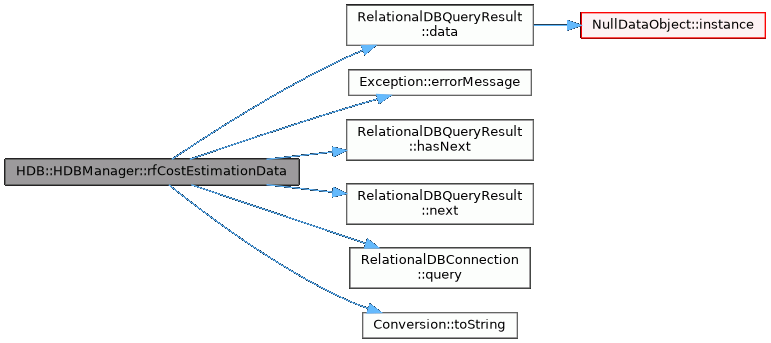 RelationalDBQueryResult
::data
NullDataObject::instance
Exception::errorMessage
RelationalDBQueryResult
::hasNext
HDB::HDBManager::rfCostEstimationData
RelationalDBQueryResult
::next
RelationalDBConnection
::query
Conversion::toString